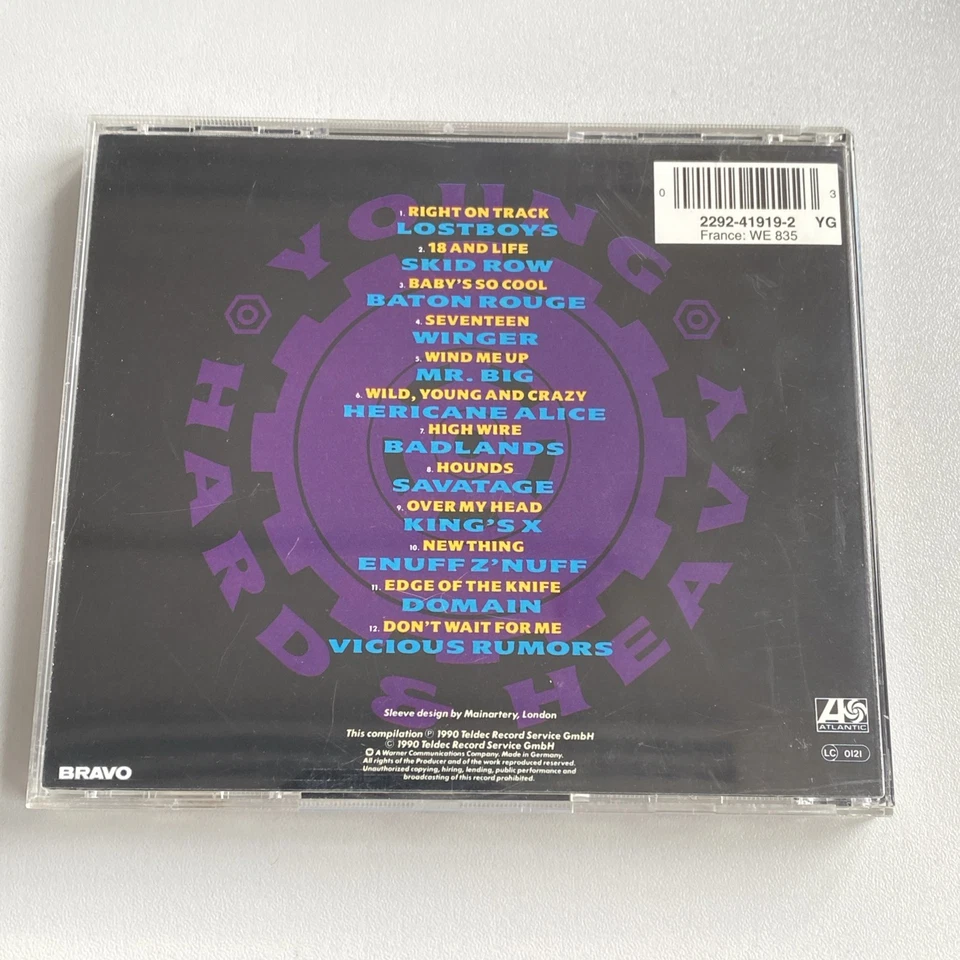 YOUNG
HARD & HEAVY
0 3
2292-41919-2 YG
France: WE 835
1. RIGHT ON TRACK
LOSTBOYS
2. 18 AND LIFE
SKID ROW
3. BABY'S SO COOL
BATON ROUGE
4. SEVENTEEN
WINGER
5. WIND ME UP
MR. BIG
6. WILD, YOUNG AND CRAZY
HERICANE ALICE
7. HIGH WIRE
BADLANDS
8. HOUNDS
SAVATAGE
9. OVER MY HEAD
KING'S X
10. NEW THING
ENUFF Z'NUFF
11. EDGE OF THE KNIFE
DOMAIN
12. DON'T WAIT FOR ME
VICIOUS RUMORS
Sleeve design by Mainartery, London
This compilation ℗ 1990 Teldec Record Service GmbH
© 1990 Teldec Record Service GmbH
A Warner Communications Company. Made in Germany.
All rights of the Producer and of the work reproduced reserved.
Unauthorized copying, hiring, lending, public performance and
broadcasting of this record prohibited.
BRAVO
ATLANTIC
LC 0121